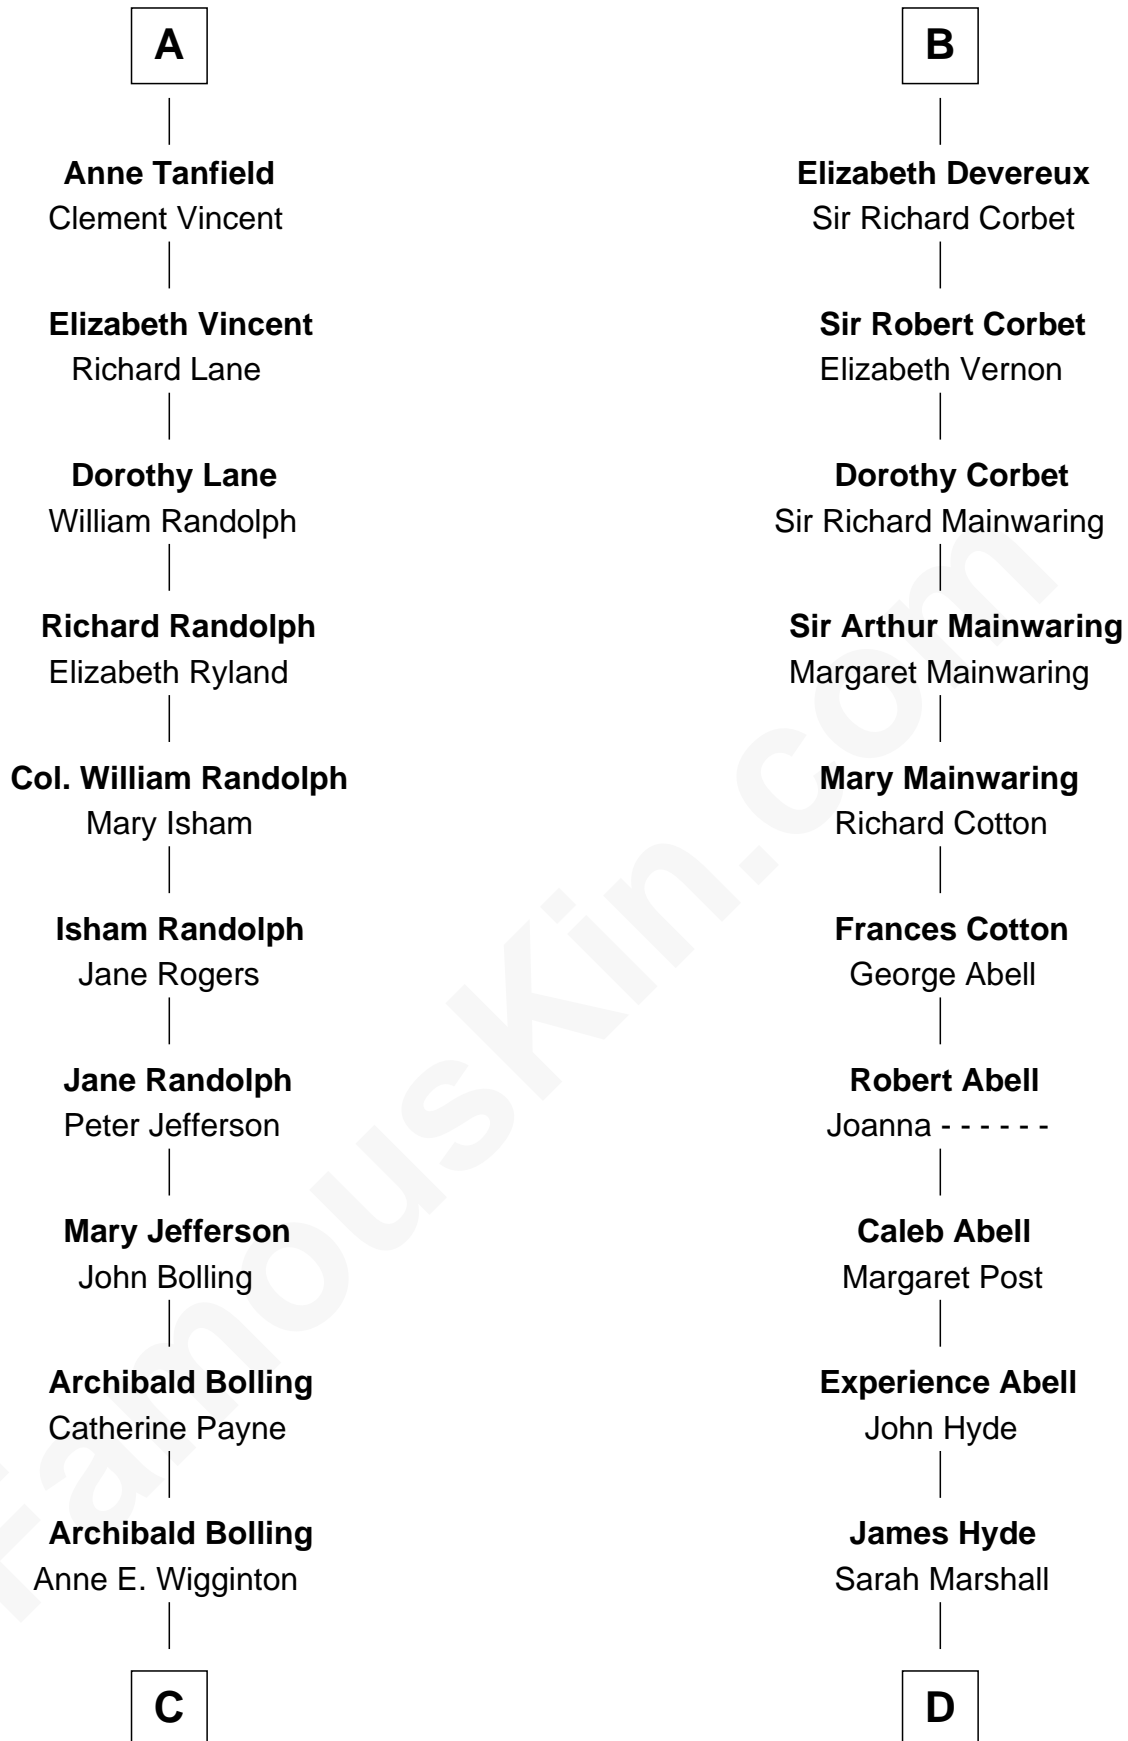 A
Anne Tanfield
Clement Vincent
Elizabeth Vincent
Richard Lane
Dorothy Lane
William Randolph
Richard Randolph
Elizabeth Ryland
Col. William Randolph
Mary Isham
Isham Randolph
Jane Rogers
Jane Randolph
Peter Jefferson
Mary Jefferson
John Bolling
Archibald Bolling
Catherine Payne
Archibald Bolling
Anne E. Wigginton
C
B
Elizabeth Devereux
Sir Richard Corbet
Sir Robert Corbet
Elizabeth Vernon
Dorothy Corbet
Sir Richard Mainwaring
Sir Arthur Mainwaring
Margaret Mainwaring
Mary Mainwaring
Richard Cotton
Frances Cotton
George Abell
Robert Abell
Joanna - - - - - -
Caleb Abell
Margaret Post
Experience Abell
John Hyde
James Hyde
Sarah Marshall
D
FamousKin.com